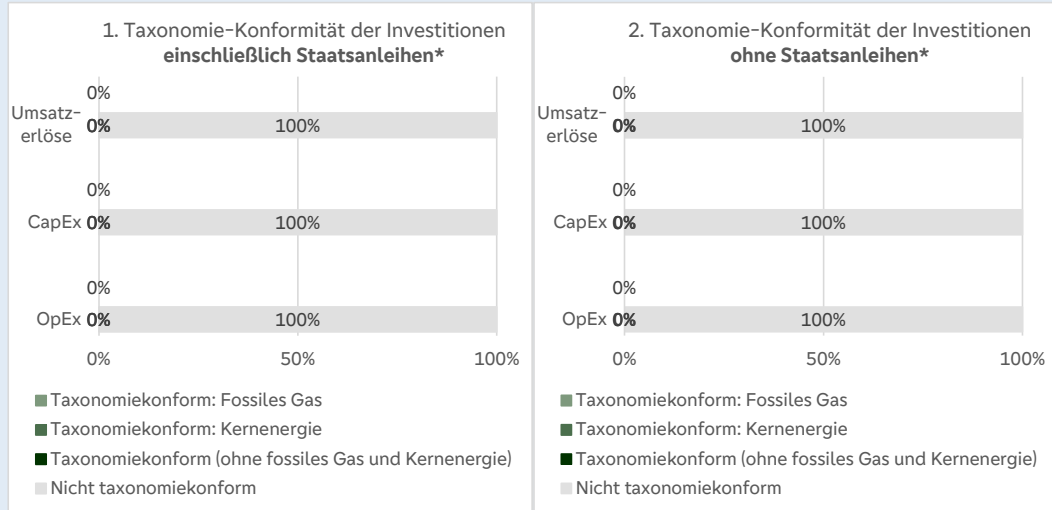 1. Taxonomie-Konformität der Investitionen
einschließlich Staatsanleihen*
0%
Umsatz-
erlöse
0% 100%
0%
CapEx 0% 100%
0%
OpEx 0% 100%
0% 50% 100%
Taxonomiekonform: Fossiles Gas
Taxonomiekonform: Kernenergie
Taxonomiekonform (ohne fossiles Gas und Kernenergie)
Nicht taxonomiekonform
2. Taxonomie-Konformität der Investitionen
ohne Staatsanleihen*
0%
Umsatz-
erlöse
0% 100%
0%
CapEx 0% 100%
0%
OpEx 0% 100%
0% 50% 100%
Taxonomiekonform: Fossiles Gas
Taxonomiekonform: Kernenergie
Taxonomiekonform (ohne fossiles Gas und Kernenergie)
Nicht taxonomiekonform